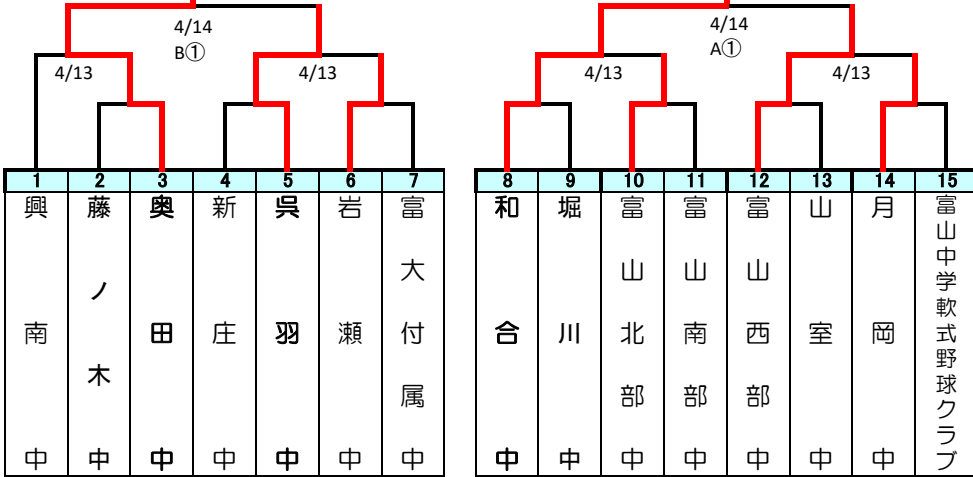 4/14
B①
4/14
A①
4/13
4/13
4/13
4/13
1 2 3 4 5 6 7
8 9 10 11 12 13 14 15
興南中
藤ノ木中
奥田中
新庄中
呉羽中
岩瀬中
富大付属中
和合中
堀川中
富山北部中
富山南部中
富山西部中
山室中
月岡中
富山中学軟式野球クラブ